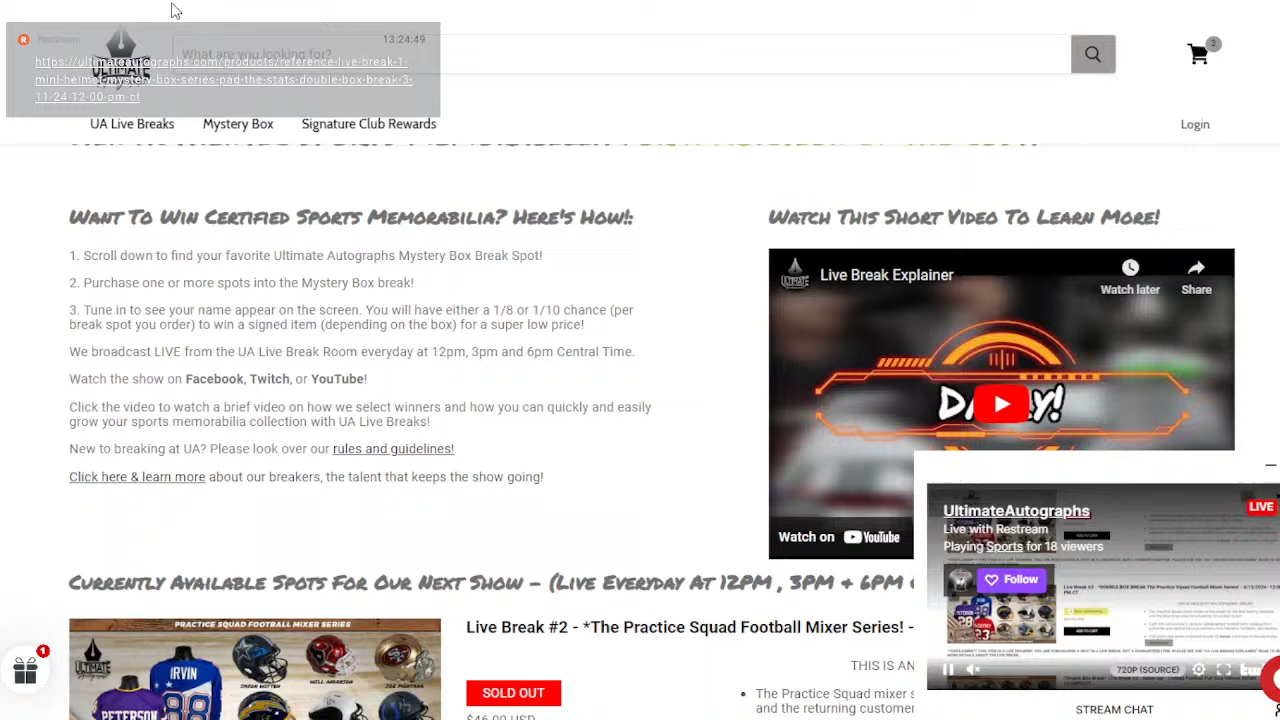 Restream
13:24:49
https://ultimateautographs.com/products/reference-live-break-1-
mini-helmet-mystery-box-series-pad-the-stats-double-box-break-3-
11-24-12-00-pm-ct
ULTIMATE
What are you looking for?
3
UA Live Breaks
Mystery Box
Signature Club Rewards
Login
Want To Win Certified Sports Memorabilia? Here's How!:
1. Scroll down to find your favorite Ultimate Autographs Mystery Box Break Spot!
2. Purchase one or more spots into the Mystery Box break!
3. Tune in to see your name appear on the screen. You will have either a 1/8 or 1/10 chance (per
break spot you order) to win a signed item (depending on the box) for a super low price!
We broadcast LIVE from the UA Live Break Room everyday at 12pm, 3pm and 6pm Central Time.
Watch the show on Facebook, Twitch, or YouTube!
Click the video to watch a brief video on how we select winners and how you can quickly and easily
grow your sports memorabilia collection with UA Live Breaks!
New to breaking at UA? Please look over our rules and guidelines!
Click here & learn more about our breakers, the talent that keeps the show going!
Watch This Short Video To Learn More!
Live Break Explainer
Watch later
Share
Watch on YouTube
UltimateAutographs
LIVE
Live with Restream
Playing Sports for 18 viewers
Follow
720P (SOURCE)
STREAM CHAT
Currently Available Spots For Our Next Show – (Live Everyday At 12PM , 3PM & 6PM
PRACTICE SQUAD FOOTBALL MIXER SERIES
ULTIMATE
IRVIN
88
PETERSON
JASON WITTEN
WILL ANDERSON
JOE MONTANA
#2 - *The Practice Squad Football Mixer Series! -
THIS IS AN
SOLD OUT
$46.00 USD
The Practice Squad mixer s
and the returning customer
1